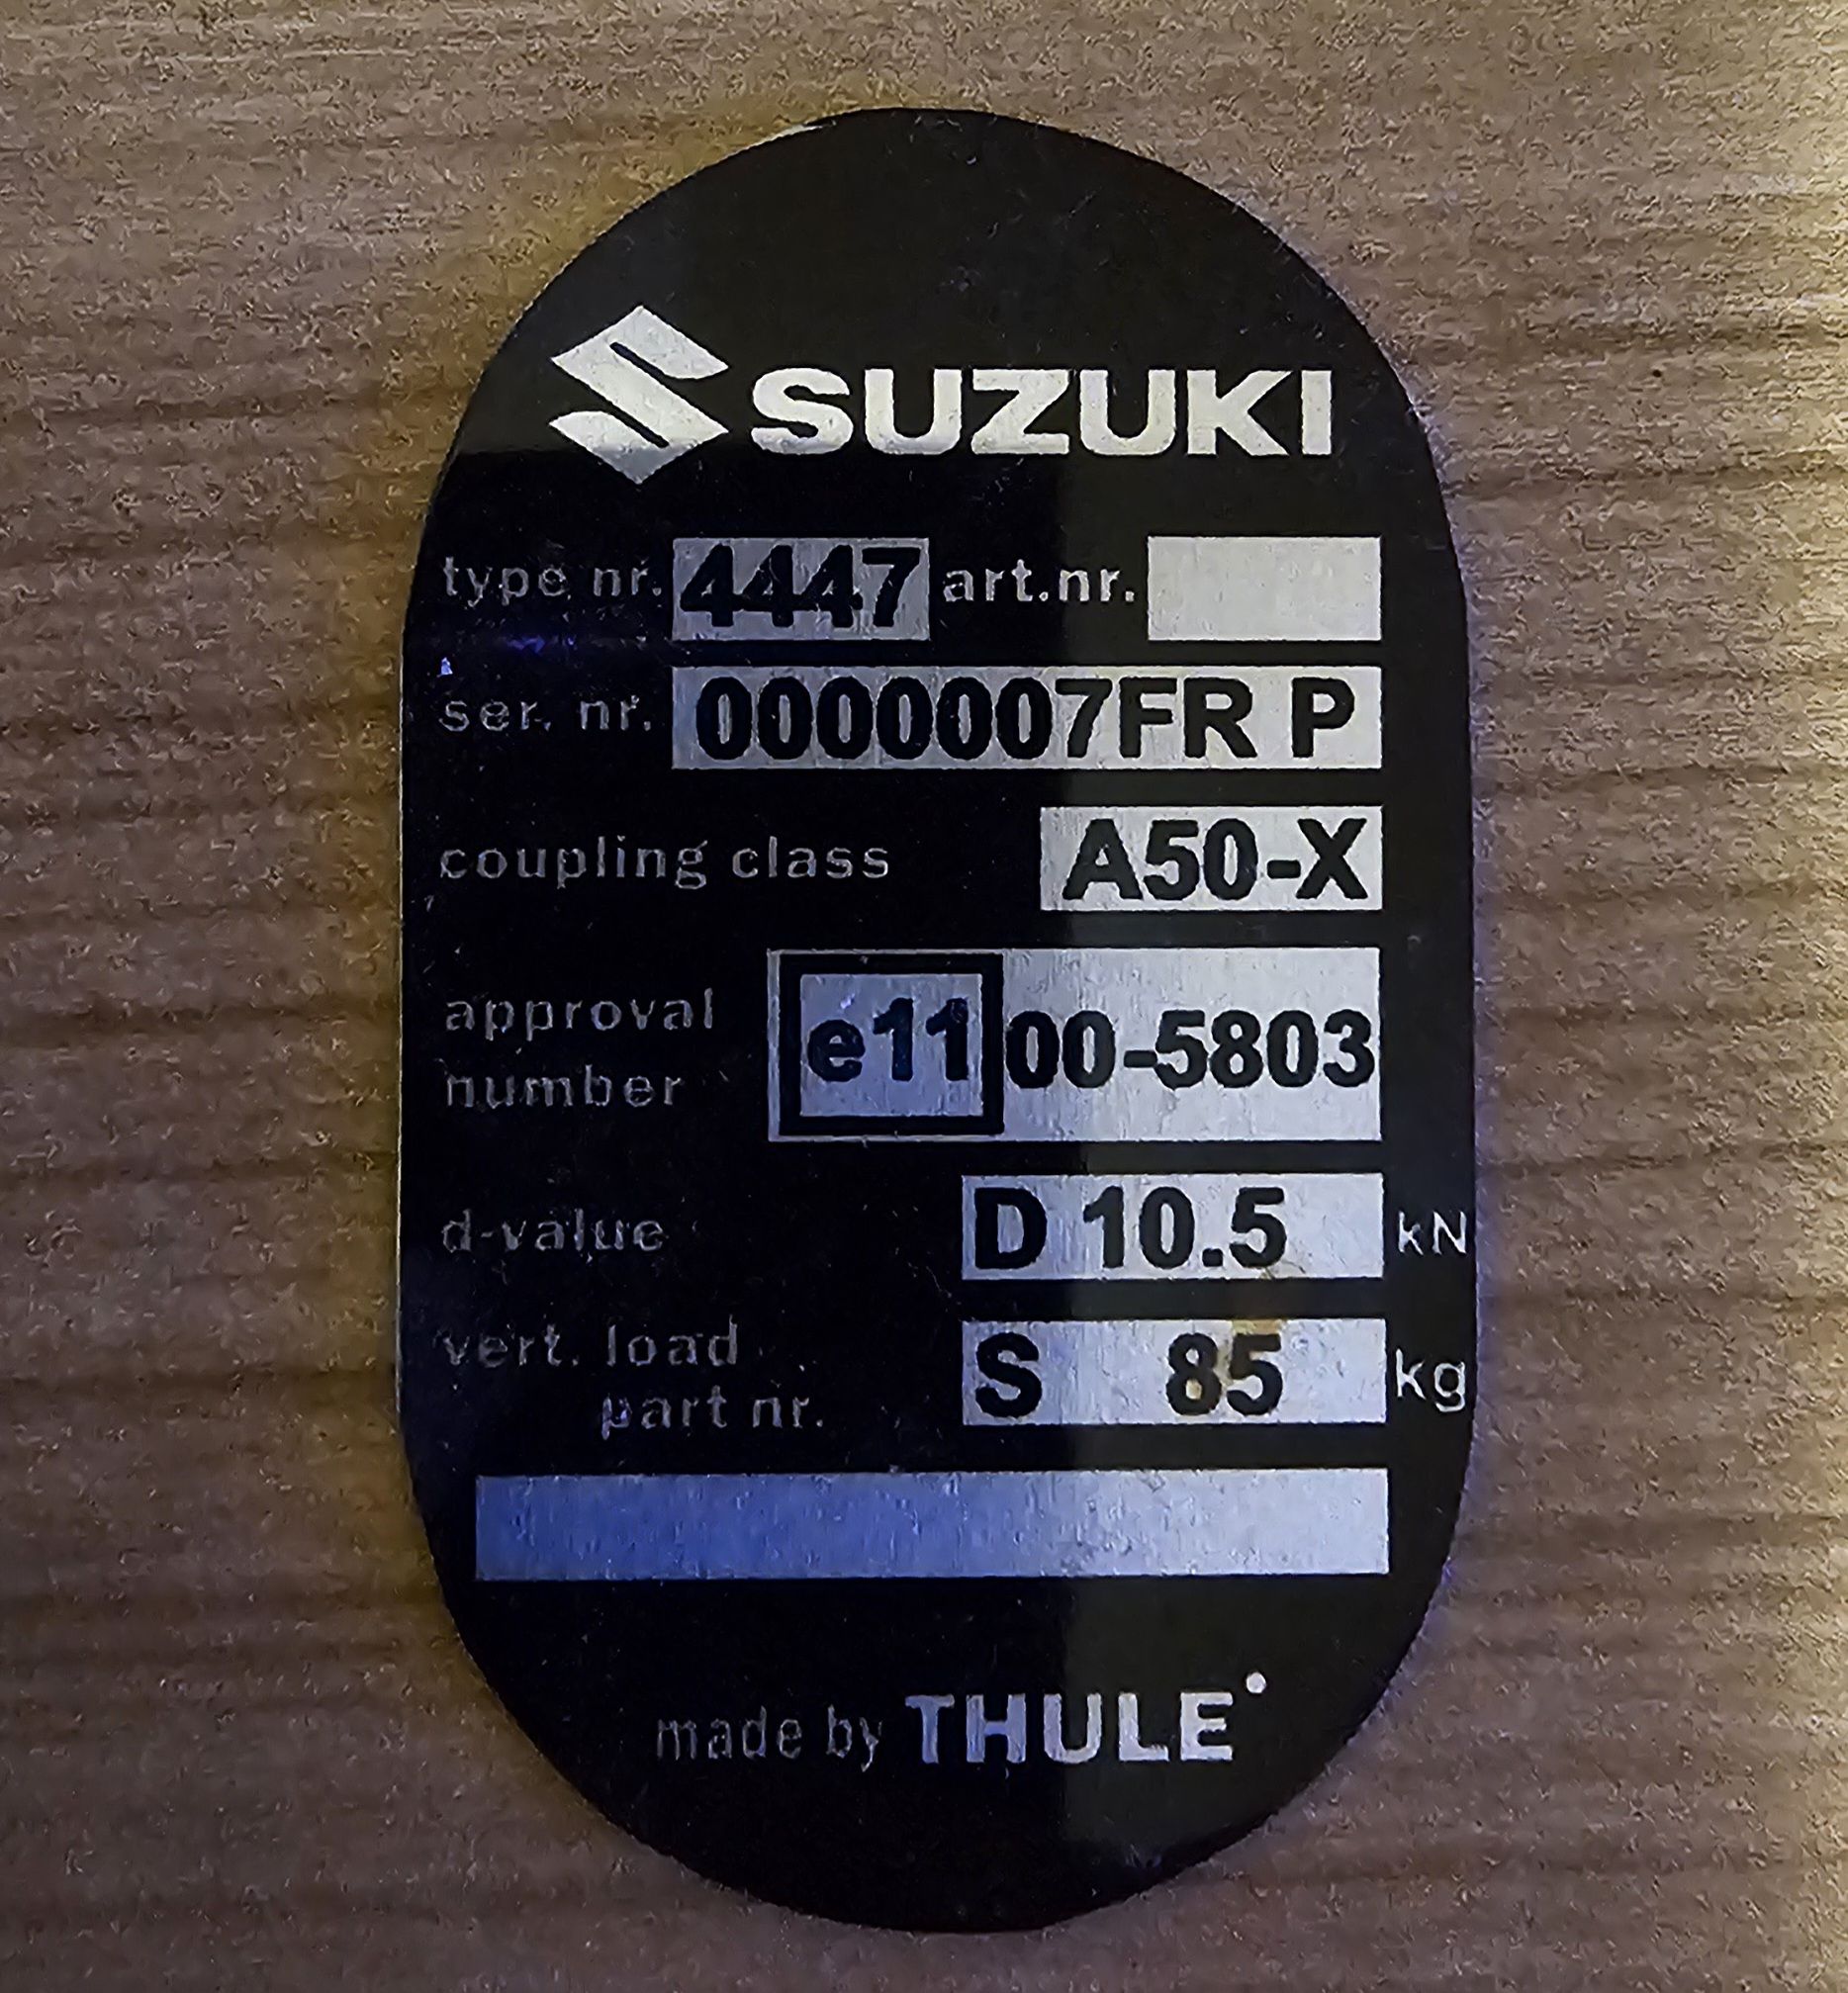 SUZUKI
type nr. 4447 art.nr.
ser. nr. 0000007FR P
coupling class A50-X
approval number e11 00-5803
d-value D 10.5 kN
vert. load S 85 kg
part nr.
made by THULE